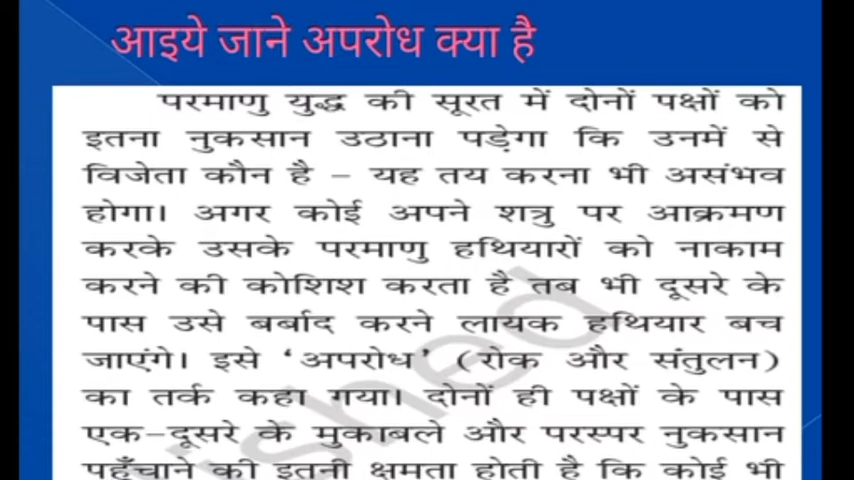 आइये जाने अपरोध क्या है
परमाणु युद्ध की सूरत में दोनों पक्षों को
इतना नुकसान उठाना पड़ेगा कि उनमें से
विजेता कौन है – यह तय करना भी असंभव
होगा। अगर कोई अपने शत्रु पर आक्रमण
करके उसके परमाणु हथियारों को नाकाम
करने की कोशिश करता है तब भी दूसरे के
पास उसे बर्बाद करने लायक हथियार बच
जाएंगे। इसे ‘अपरोध’ (रोक और संतुलन)
का तर्क कहा गया। दोनों ही पक्षों के पास
एक-दूसरे के मुकाबले और परस्पर नुकसान
पहुँचाने की इतनी क्षमता होती है कि कोई भी